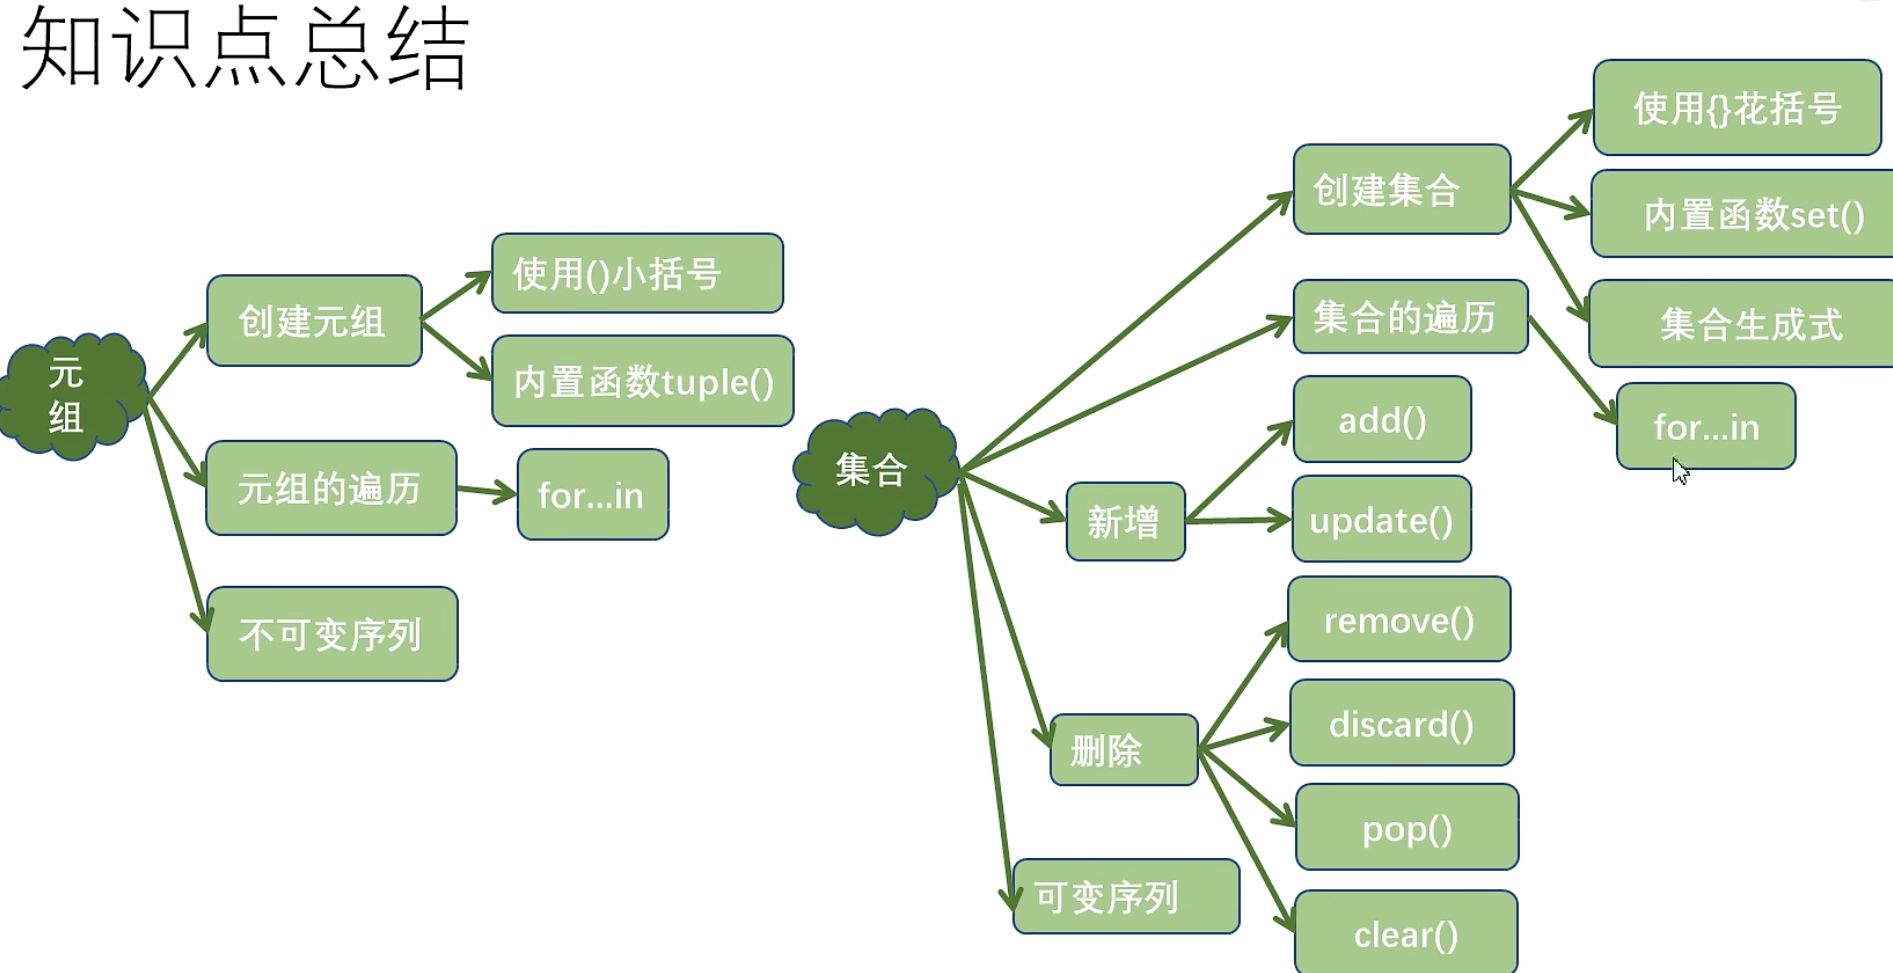 知识点总结
元
组
创建元组
使用()小括号
内置函数tuple()
元组的遍历
for...in
不可变序列
集合
创建集合
使用{}花括号
内置函数set()
集合生成式
集合的遍历
for...in
新增
add()
update()
删除
remove()
discard()
pop()
clear()
可变序列